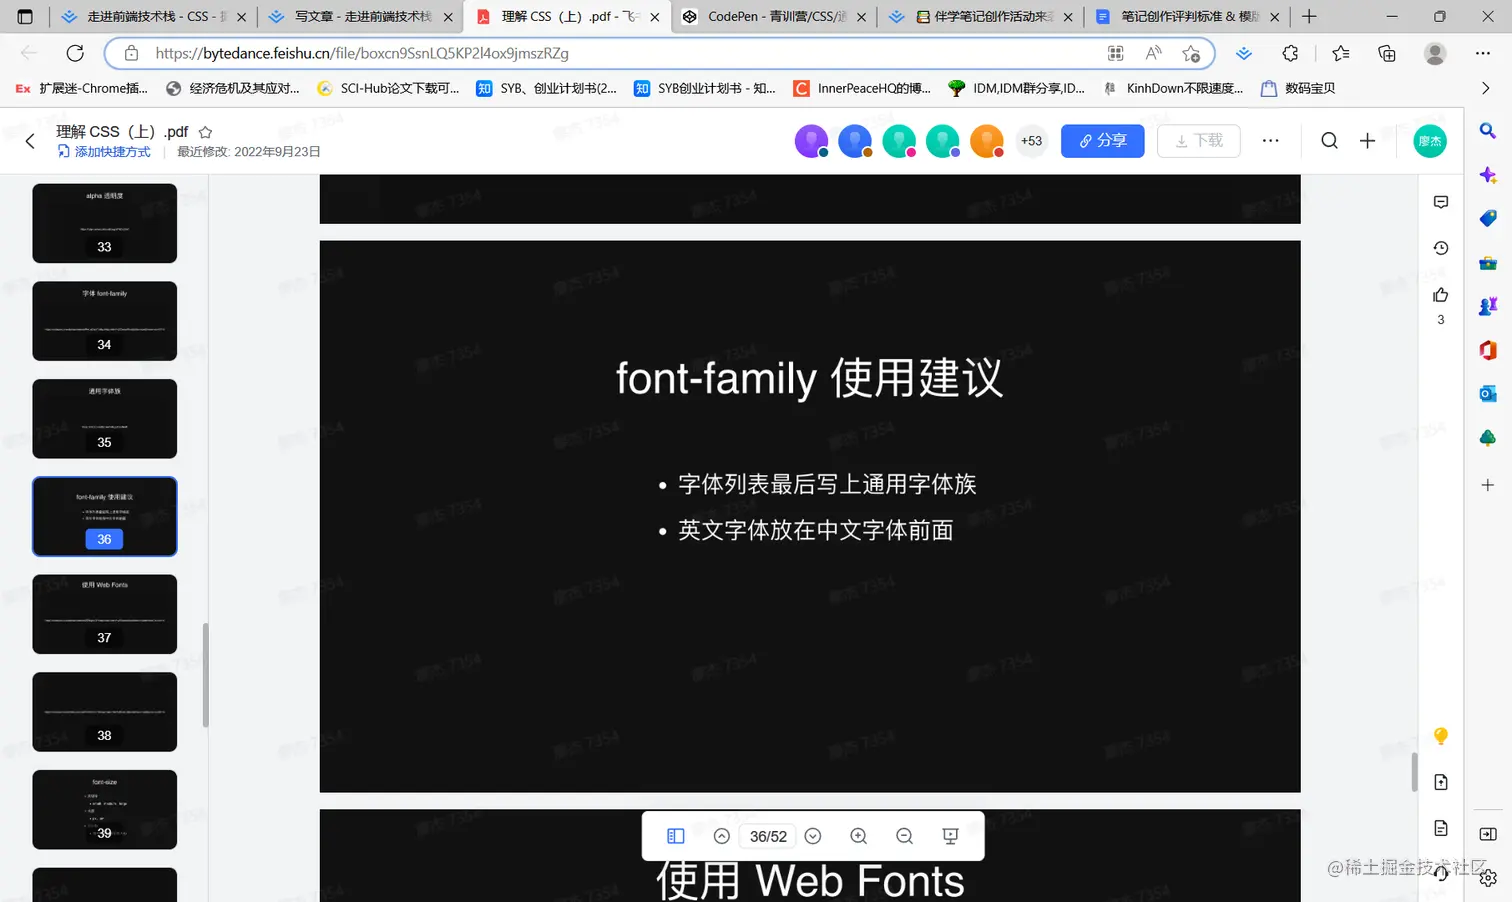 走进前端技术栈 - CSS - 掘
写文章 - 走进前端技术栈
理解 CSS（上）.pdf - 飞书
CodePen - 青训营/CSS/通
伴学笔记创作活动来
笔记创作评判标准 & 模版
https://bytedance.feishu.cn/file/boxcn9SsnLQ5KP2l4ox9jmszRZg
扩展迷-Chrome插...
经济危机及其应对...
SCI-Hub论文下载可...
SYB、创业计划书(2...
SYB创业计划书 - 知...
InnerPeaceHQ的博...
IDM,IDM群分享,ID...
KinhDown不限速度...
数码宝贝
理解 CSS（上）.pdf
添加快捷方式
最近修改: 2022年9月23日
+53
分享
下载
廖杰
alpha 透明度
33
字体 font-family
34
通用字体族
35
font-family 使用建议
36
使用 Web Fonts
37
38
font-size
39
font-family 使用建议
• 字体列表最后写上通用字体族
• 英文字体放在中文字体前面
3
36/52
使用 Web Fonts
廖杰 7354
@稀土掘金技术社区